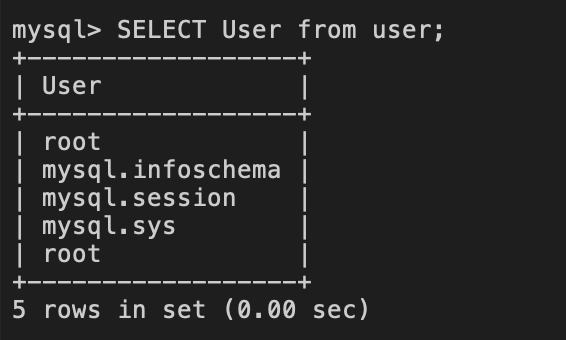 mysql> SELECT User from user;
+------------------+
| User             |
+------------------+
| root             |
| mysql.infoschema |
| mysql.session    |
| mysql.sys        |
| root             |
+------------------+
5 rows in set (0.00 sec)